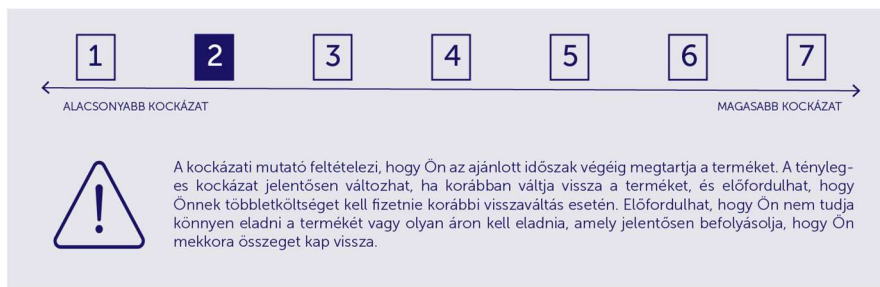 1 2 3 4 5 6 7
ALACSONYABB KOCKÁZAT MAGASABB KOCKÁZAT
A kockázati mutató feltételezi, hogy Ön az ajánlott időszak végéig megtartja a terméket. A tényleg-
es kockázat jelentősen változhat, ha korábban váltja vissza a terméket, és előfordulhat, hogy
Önnek többletköltséget kell fizetnie korábbi visszaváltás esetén. Előfordulhat, hogy Ön nem tudja
könnyen eladni a termékét vagy olyan áron kell eladnia, amely jelentősen befolyásolja, hogy Ön
mekkora összeget kap vissza.